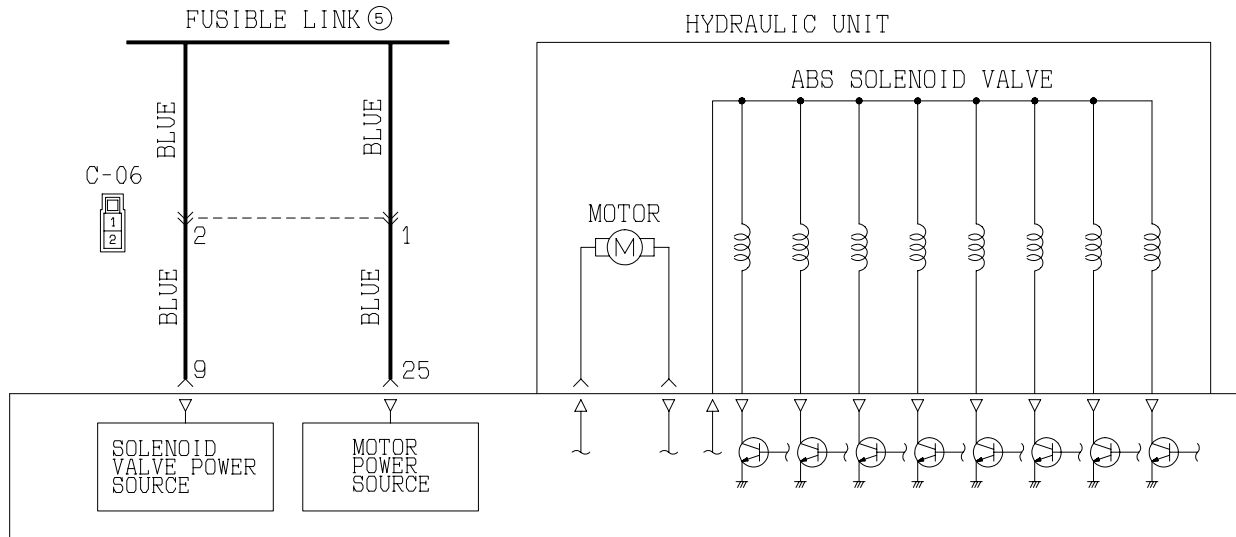 FUSIBLE LINK ⑤
HYDRAULIC UNIT
ABS SOLENOID VALVE
BLUE
BLUE
C-06
1
2
2
1
MOTOR
M
BLUE
BLUE
9
25
SOLENOID
VALVE POWER
SOURCE
MOTOR
POWER
SOURCE